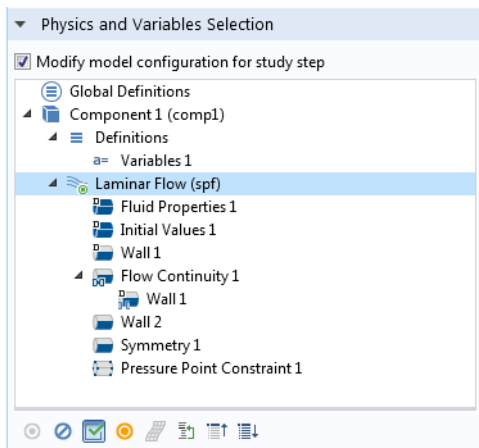 Physics and Variables Selection
Modify model configuration for study step
Global Definitions
Component 1 (comp1)
Definitions
a= Variables 1
Laminar Flow (spf)
Fluid Properties 1
Initial Values 1
Wall 1
Flow Continuity 1
Wall 1
Wall 2
Symmetry 1
Pressure Point Constraint 1